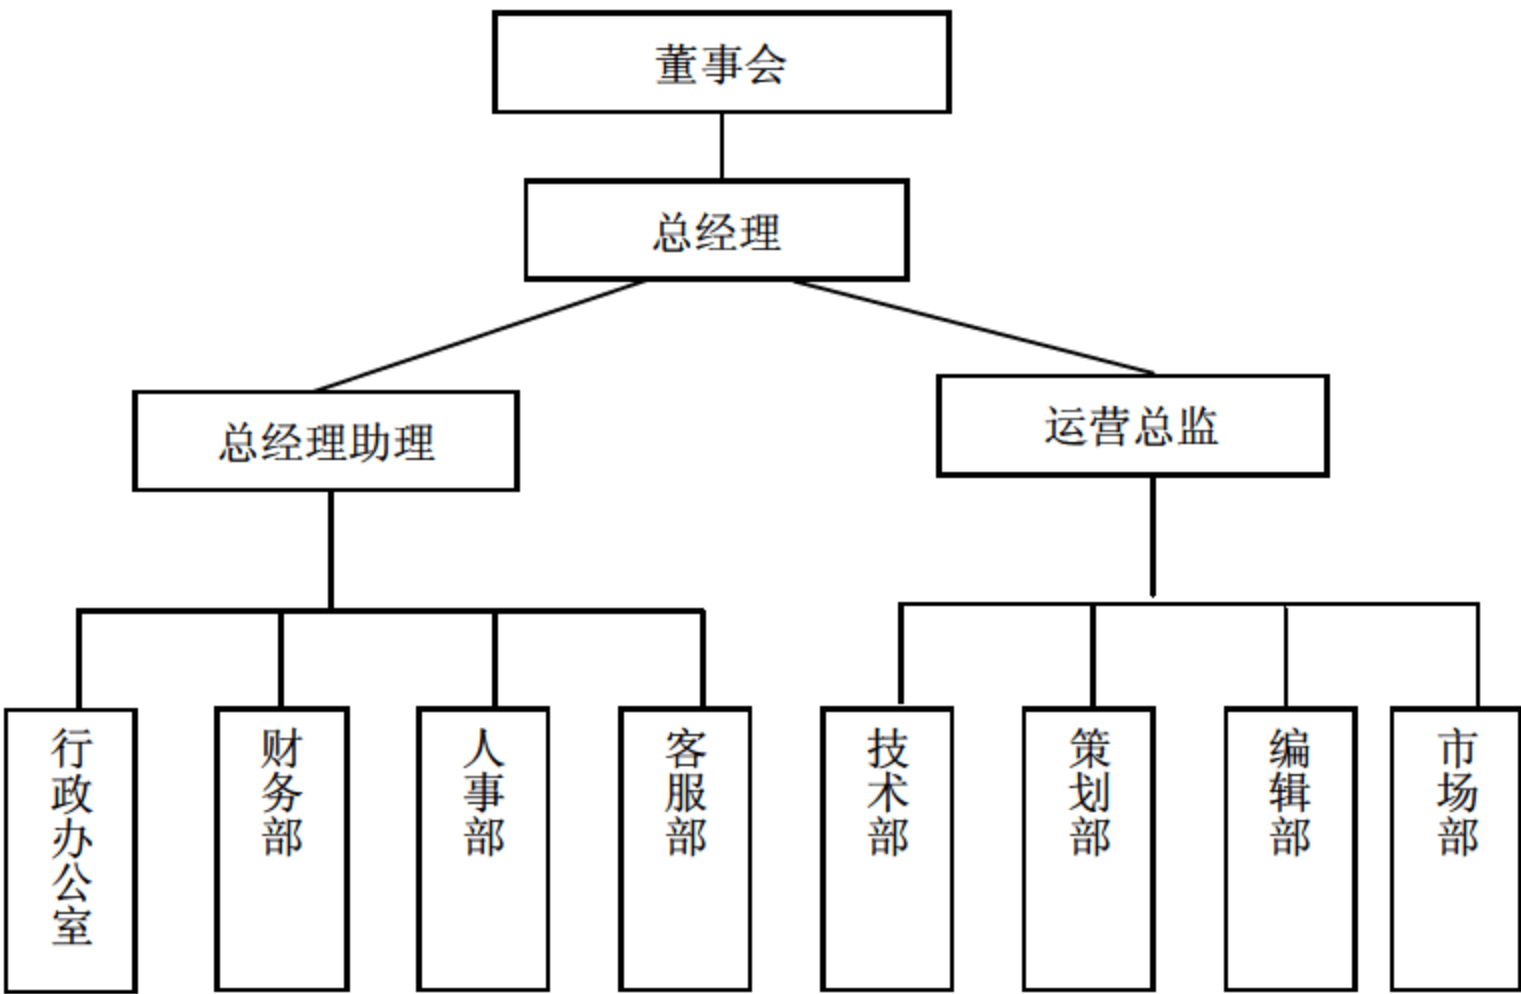 董事会
总经理
总经理助理
运营总监
行政办公室
财务部
人事部
客服部
技术部
策划部
编辑部
市场部